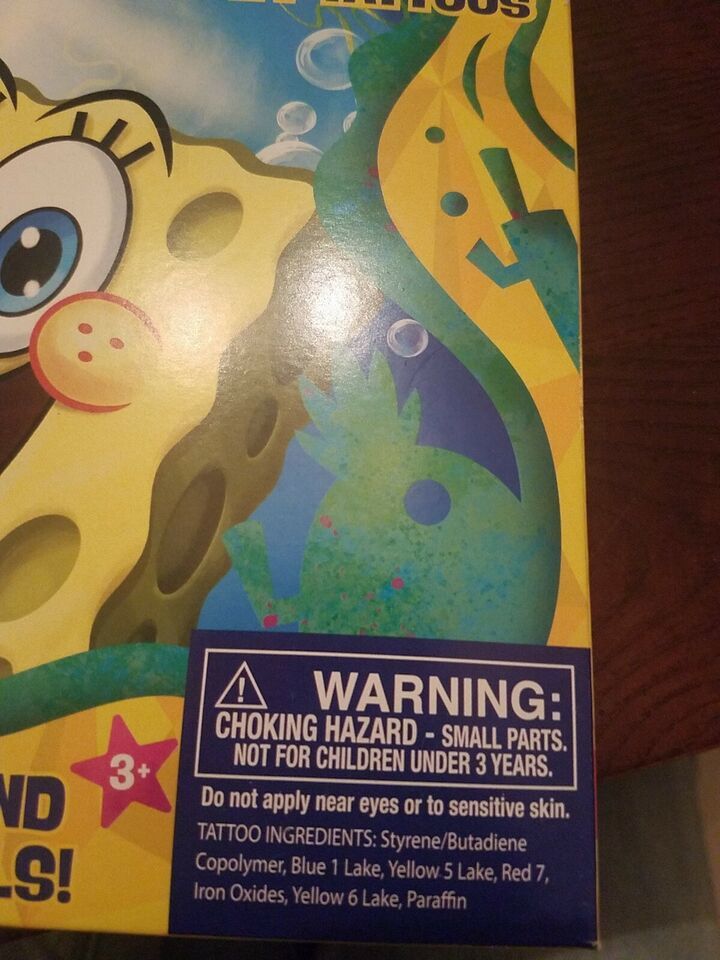 TATTOOS
WARNING:
CHOKING HAZARD - SMALL PARTS.
NOT FOR CHILDREN UNDER 3 YEARS.
3+
Do not apply near eyes or to sensitive skin.
TATTOO INGREDIENTS: Styrene/Butadiene
Copolymer, Blue 1 Lake, Yellow 5 Lake, Red 7,
Iron Oxides, Yellow 6 Lake, Paraffin